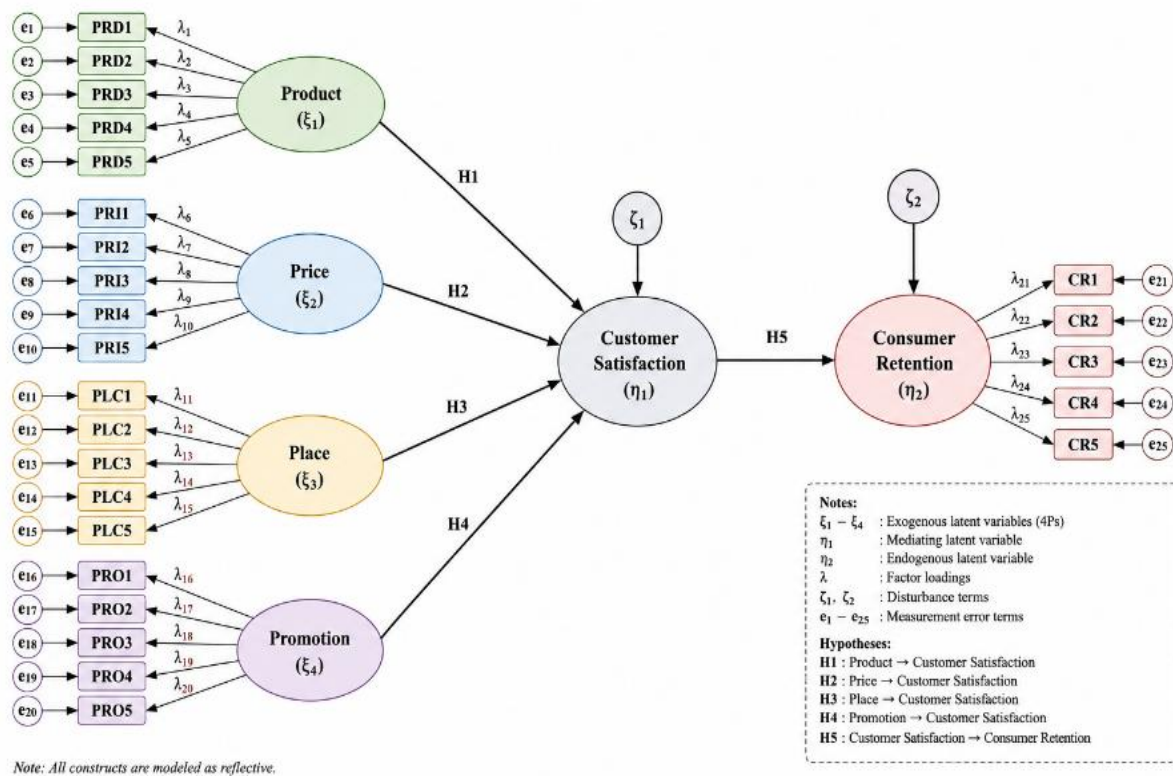 e₁ PRD1 λ₁
e₂ PRD2 λ₂
e₃ PRD3 λ₃
e₄ PRD4 λ₄
e₅ PRD5 λ₅
Product
(ξ₁)
H1
e₆ PRI1 λ₆
e₇ PRI2 λ₇
e₈ PRI3 λ₈
e₉ PRI4 λ₉
e₁₀ PRI5 λ₁₀
Price
(ξ₂)
H2
e₁₁ PLC1 λ₁₁
e₁₂ PLC2 λ₁₂
e₁₃ PLC3 λ₁₃
e₁₄ PLC4 λ₁₄
e₁₅ PLC5 λ₁₅
Place
(ξ₃)
H3
e₁₆ PRO1 λ₁₆
e₁₇ PRO2 λ₁₇
e₁₈ PRO3 λ₁₈
e₁₉ PRO4 λ₁₉
e₂₀ PRO5 λ₂₀
Promotion
(ξ₄)
H4
ζ₁
Customer
Satisfaction
(η₁)
H5
ζ₂
Consumer
Retention
(η₂)
λ₂₁ CR1 e₂₁
λ₂₂ CR2 e₂₂
λ₂₃ CR3 e₂₃
λ₂₄ CR4 e₂₄
λ₂₅ CR5 e₂₅
Notes:
ξ₁ – ξ₄ : Exogenous latent variables (4Ps)
η₁ : Mediating latent variable
η₂ : Endogenous latent variable
λ : Factor loadings
ζ₁, ζ₂ : Disturbance terms
e₁ – e₂₅ : Measurement error terms
Hypotheses:
H1 : Product → Customer Satisfaction
H2 : Price → Customer Satisfaction
H3 : Place → Customer Satisfaction
H4 : Promotion → Customer Satisfaction
H5 : Customer Satisfaction → Consumer Retention
Note: All constructs are modeled as reflective.